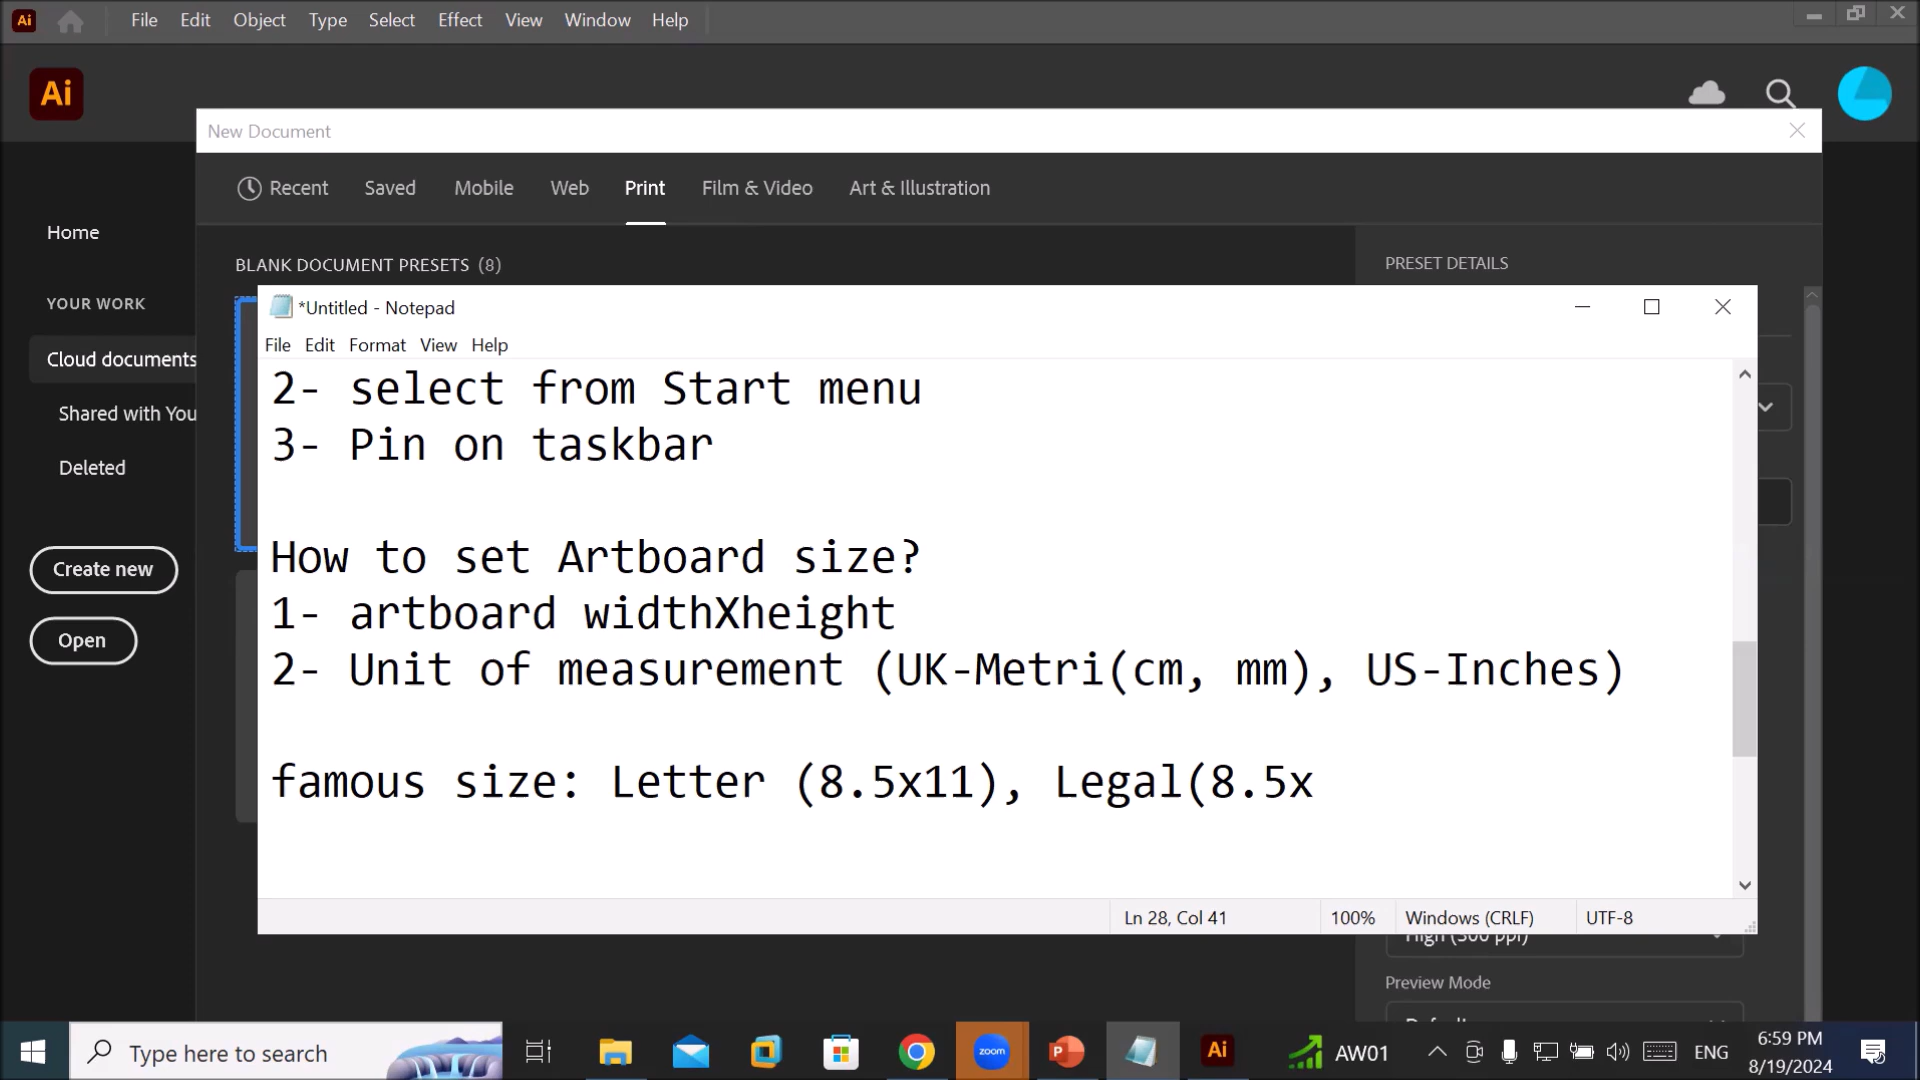 Ai File Edit Object Type Select Effect View Window Help
Ai
New Document
Recent Saved Mobile Web Print Film & Video Art & Illustration
Home
BLANK DOCUMENT PRESETS (8)
PRESET DETAILS
YOUR WORK
Cloud documents
Shared with You
Deleted
Create new
Open
*Untitled - Notepad
File Edit Format View Help
2- select from Start menu
3- Pin on taskbar
How to set Artboard size?
1- artboard widthXheight
2- Unit of measurement (UK-Metri(cm, mm), US-Inches)
famous size: Letter (8.5x11), Legal(8.5x
Ln 28, Col 41 100% Windows (CRLF) UTF-8
High (300 ppi)
Preview Mode
Default
Type here to search
zoom
Ai
AW01
ENG
6:59 PM
8/19/2024